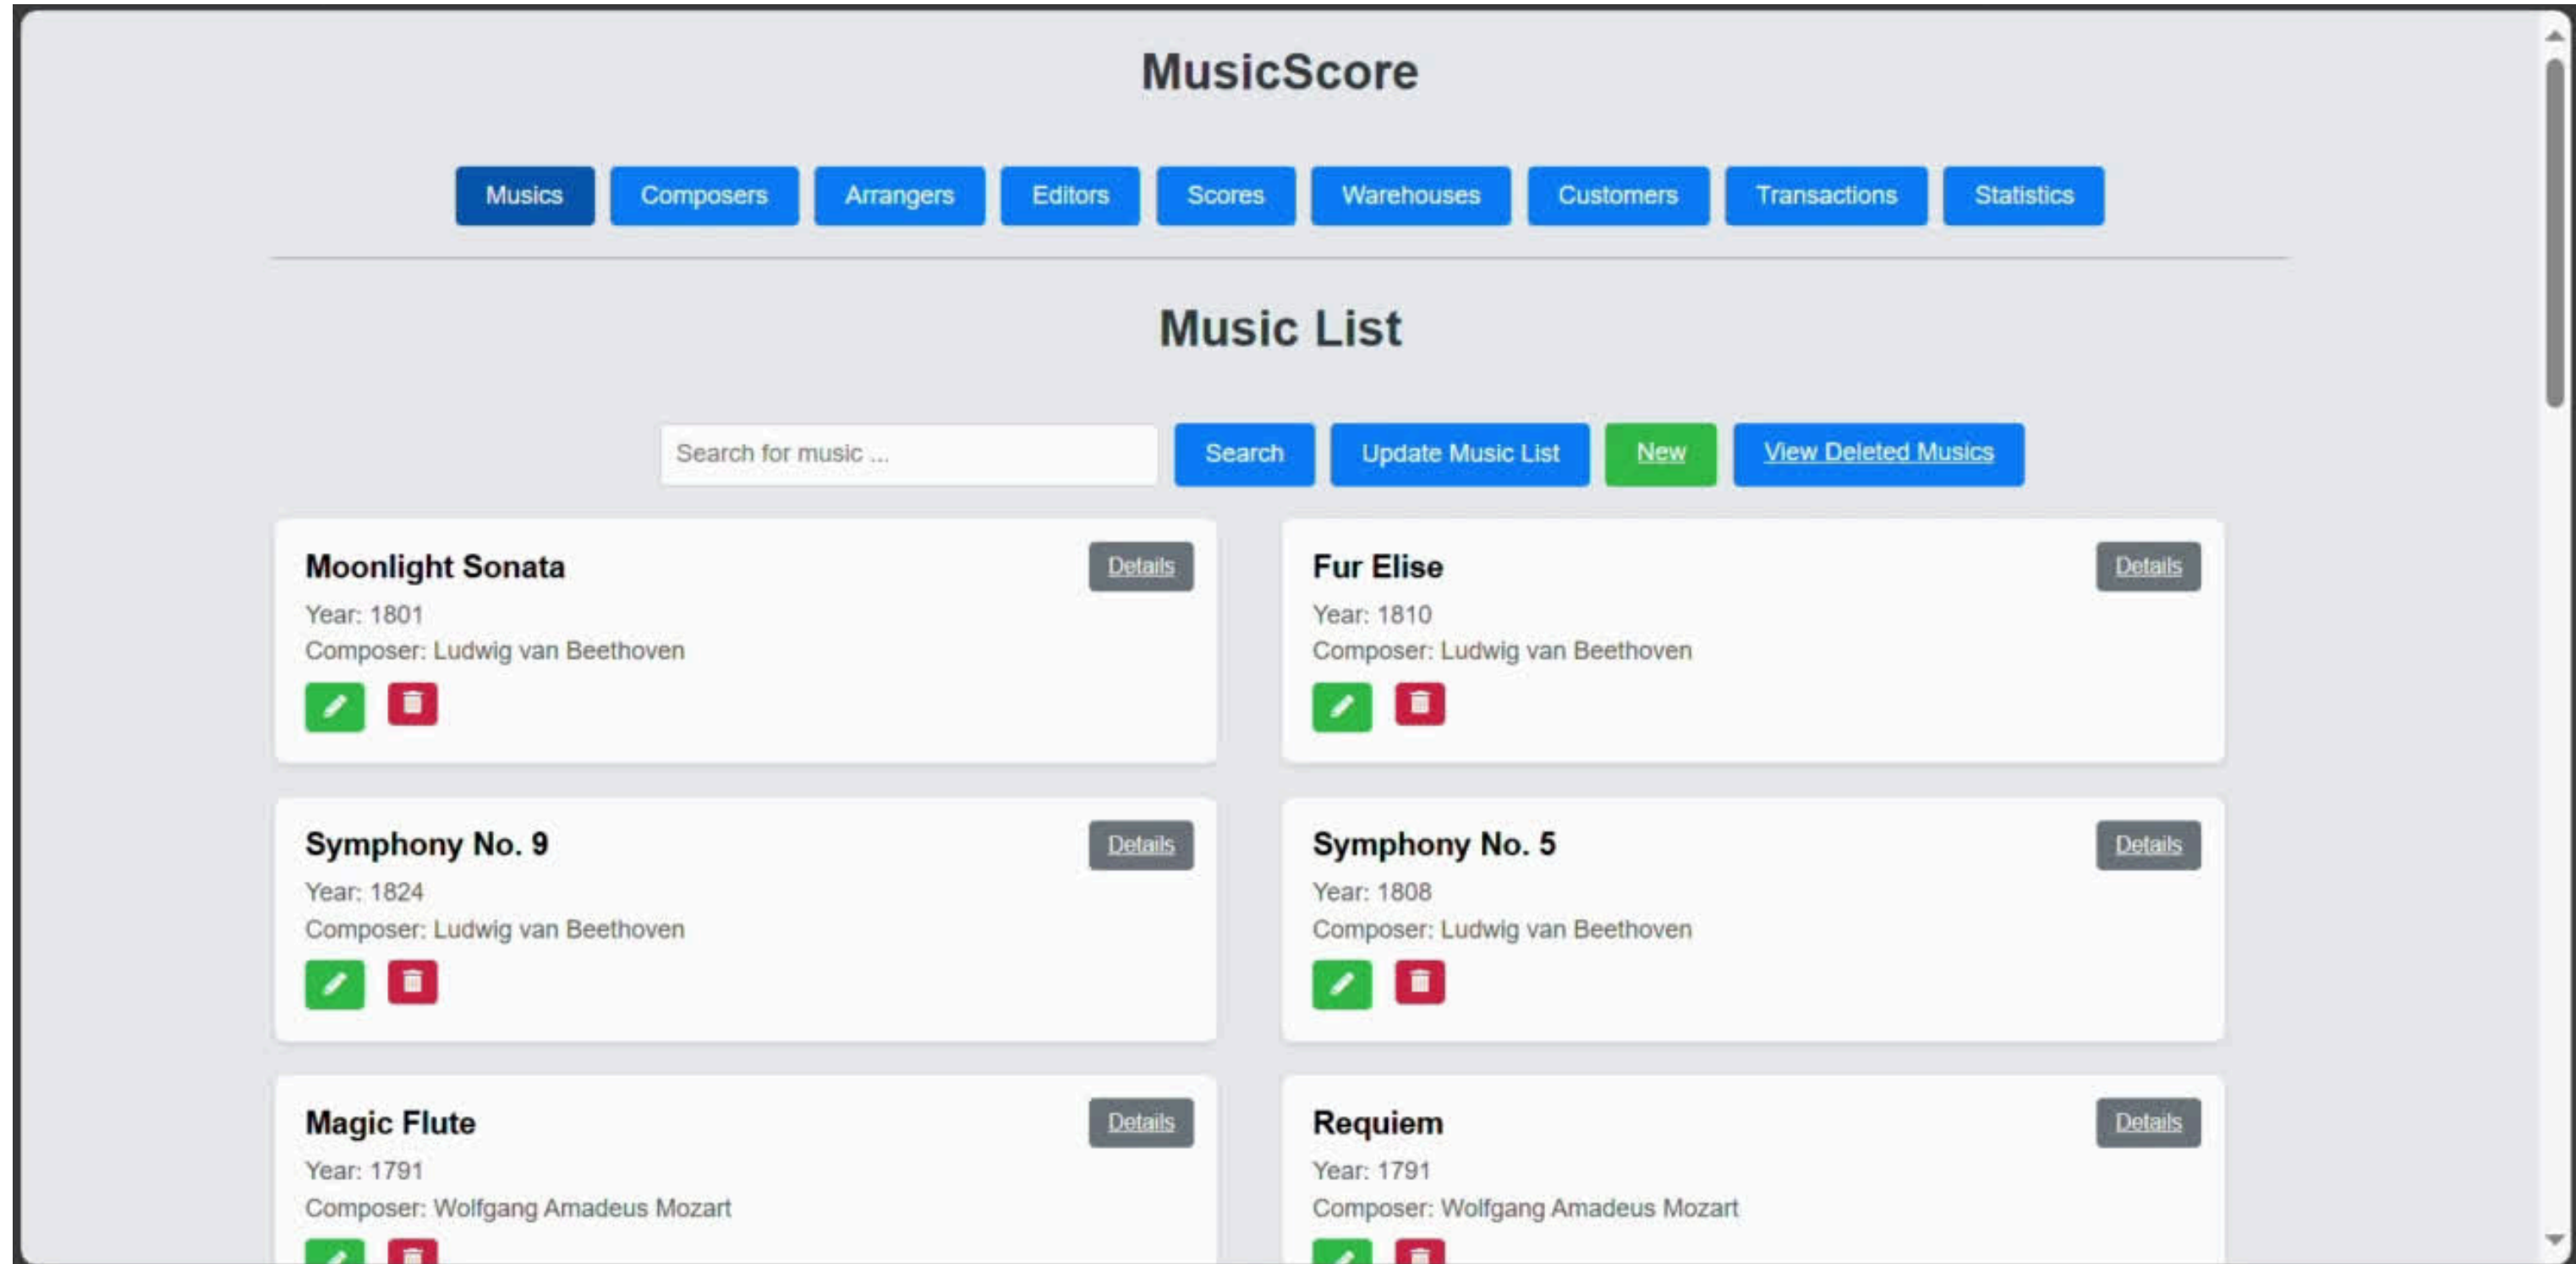 MusicScore
Musics Composers Arrangers Editors Scores Warehouses Customers Transactions Statistics
Music List
Search for music ... Search Update Music List New View Deleted Musics
Moonlight Sonata Details
Year: 1801
Composer: Ludwig van Beethoven
Fur Elise Details
Year: 1810
Composer: Ludwig van Beethoven
Symphony No. 9 Details
Year: 1824
Composer: Ludwig van Beethoven
Symphony No. 5 Details
Year: 1808
Composer: Ludwig van Beethoven
Magic Flute Details
Year: 1791
Composer: Wolfgang Amadeus Mozart
Requiem Details
Year: 1791
Composer: Wolfgang Amadeus Mozart